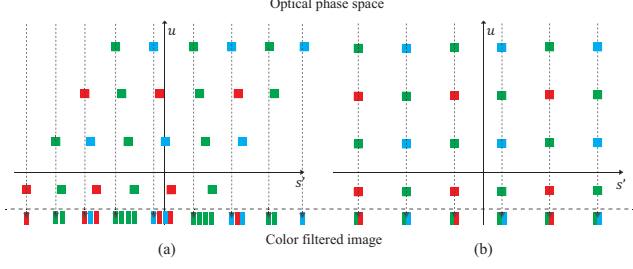 Optical phase space
u
u
s'
s'
Color filtered image
(a)
(b)